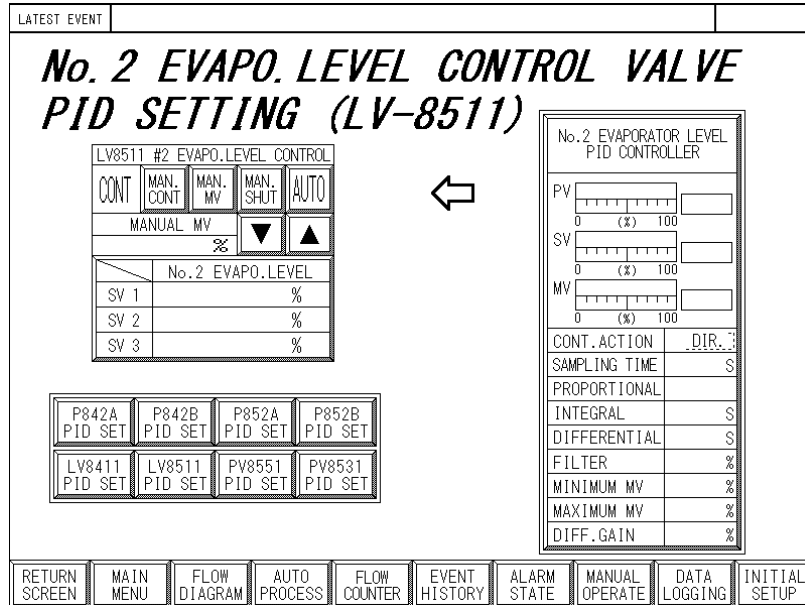 LATEST EVENT
No. 2 EVAPO. LEVEL CONTROL VALVE
PID SETTING (LV-8511)
LV8511 #2 EVAPO.LEVEL CONTROL
CONT MAN. CONT MAN. MV MAN. SHUT AUTO
MANUAL MV
%
No.2 EVAPO.LEVEL
SV 1 %
SV 2 %
SV 3 %
P842A PID SET P842B PID SET P852A PID SET P852B PID SET
LV8411 PID SET LV8511 PID SET PV8551 PID SET PV8531 PID SET
No.2 EVAPORATOR LEVEL
PID CONTROLLER
PV
0 (%) 100
SV
0 (%) 100
MV
0 (%) 100
CONT.ACTION DIR.
SAMPLING TIME S
PROPORTIONAL
INTEGRAL S
DIFFERENTIAL S
FILTER %
MINIMUM MV %
MAXIMUM MV %
DIFF.GAIN %
RETURN SCREEN MAIN MENU FLOW DIAGRAM AUTO PROCESS FLOW COUNTER EVENT HISTORY ALARM STATE MANUAL OPERATE DATA LOGGING INITIAL SETUP